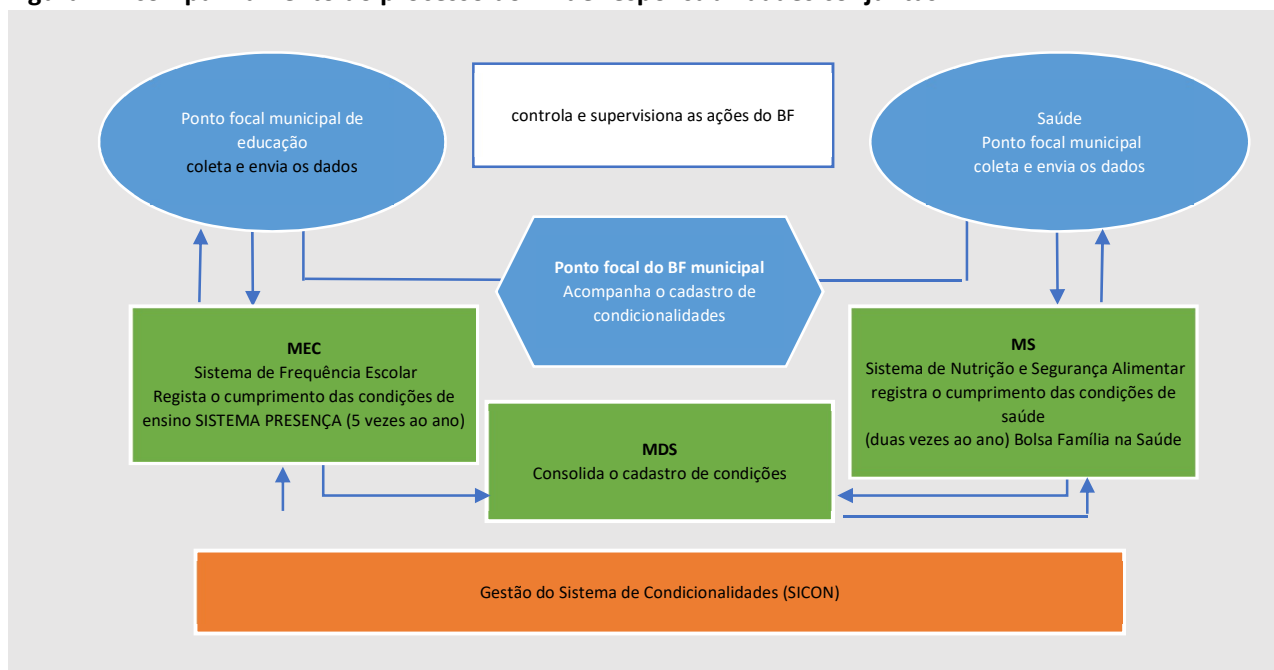 Ponto focal municipal de
educação
coleta e envia os dados
controla e supervisiona as ações do BF
Saúde
Ponto focal municipal
coleta e envia os dados
Ponto focal do BF municipal
Acompanha o cadastro de
condicionalidades
MEC
Sistema de Frequência Escolar
Regista o cumprimento das condições de
ensino SISTEMA PRESENÇA (5 vezes ao ano)
MS
Sistema de Nutrição e Segurança Alimentar
registra o cumprimento das condições de
saúde
(duas vezes ao ano) Bolsa Família na Saúde
MDS
Consolida o cadastro de condições
Gestão do Sistema de Condicionalidades (SICON)